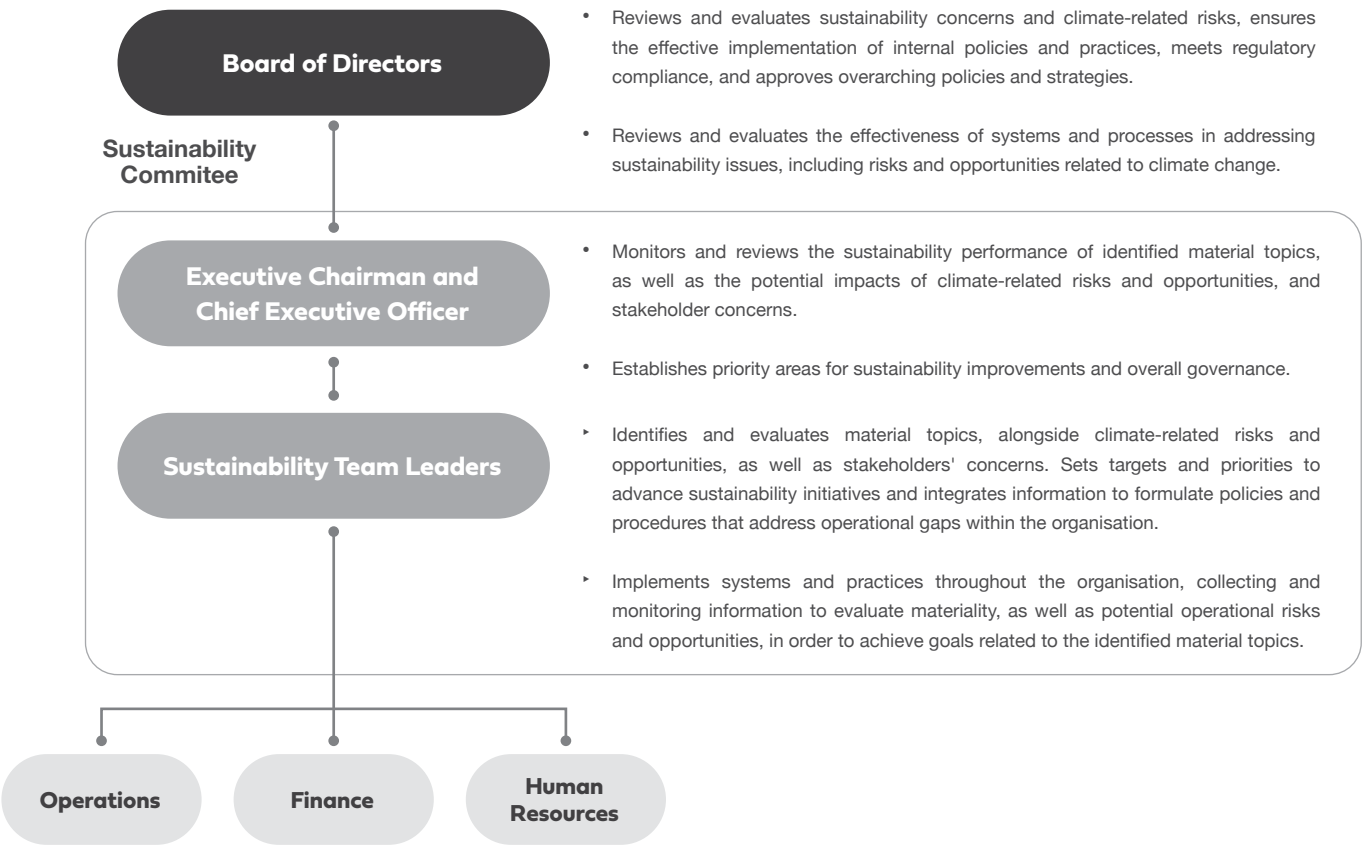 Board of Directors
• Reviews and evaluates sustainability concerns and climate-related risks, ensures
the effective implementation of internal policies and practices, meets regulatory
compliance, and approves overarching policies and strategies.
• Reviews and evaluates the effectiveness of systems and processes in addressing
sustainability issues, including risks and opportunities related to climate change.
Sustainability
Commitee
Executive Chairman and
Chief Executive Officer
• Monitors and reviews the sustainability performance of identified material topics,
as well as the potential impacts of climate-related risks and opportunities, and
stakeholder concerns.
• Establishes priority areas for sustainability improvements and overall governance.
Sustainability Team Leaders
‣ Identifies and evaluates material topics, alongside climate-related risks and
opportunities, as well as stakeholders' concerns. Sets targets and priorities to
advance sustainability initiatives and integrates information to formulate policies and
procedures that address operational gaps within the organisation.
‣ Implements systems and practices throughout the organisation, collecting and
monitoring information to evaluate materiality, as well as potential operational risks
and opportunities, in order to achieve goals related to the identified material topics.
Operations
Finance
Human
Resources